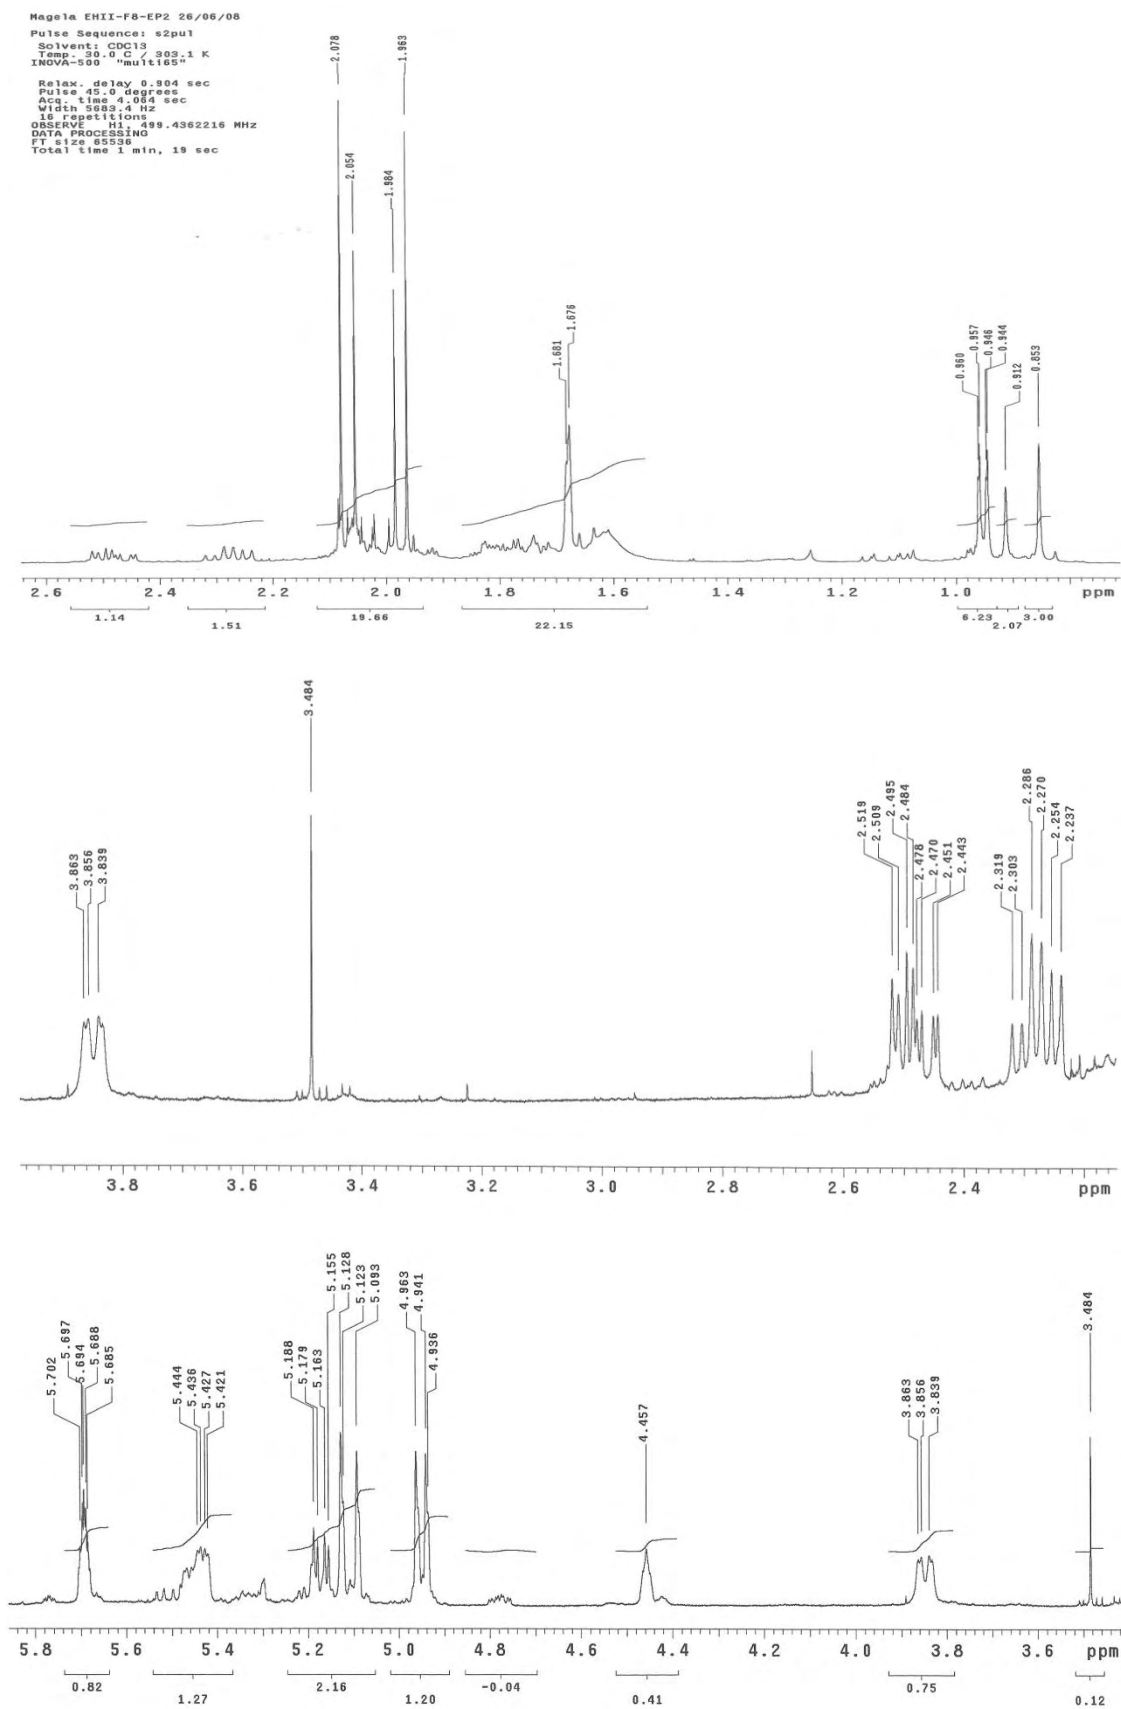 Magela EHII-F8-EP2 26/06/08
Pulse Sequence: s2pul
Solvent: CDCl3
Temp. 30.0 C / 303.1 K
INOVA-500 "multi65"
Relax. delay 0.904 sec
Pulse 45.0 degrees
Acq. time 4.064 sec
Width 5683.4 Hz
16 repetitions
OBSERVE H1, 499.4362216 MHz
DATA PROCESSING
FT size 65536
Total time 1 min, 19 sec
2.078
2.054
1.984
1.963
1.681
1.676
0.960
0.957
0.946
0.944
0.912
0.853
2.6 2.4 2.2 2.0 1.8 1.6 1.4 1.2 1.0 ppm
1.14 1.51 19.66 22.15 6.23 2.07 3.00
3.863
3.856
3.839
3.484
2.519
2.509
2.495
2.484
2.478
2.470
2.451
2.443
2.319
2.303
2.286
2.270
2.254
2.237
3.8 3.6 3.4 3.2 3.0 2.8 2.6 2.4 ppm
5.702
5.697
5.694
5.688
5.685
5.444
5.436
5.427
5.421
5.188
5.179
5.163
5.155
5.128
5.123
5.093
4.963
4.941
4.936
4.457
3.863
3.856
3.839
3.484
5.8 5.6 5.4 5.2 5.0 4.8 4.6 4.4 4.2 4.0 3.8 3.6 ppm
0.82 1.27 2.16 1.20 -0.04 0.41 0.75 0.12